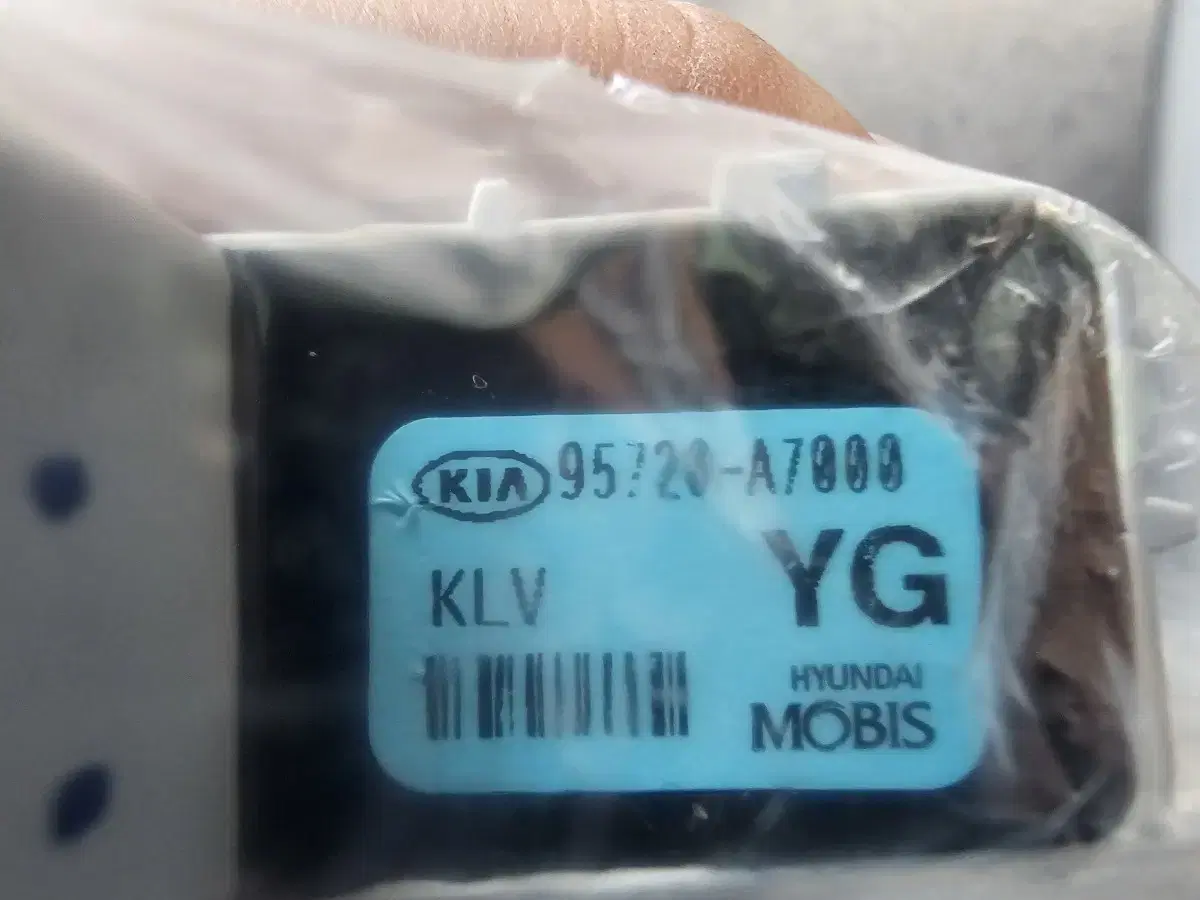 KIA 95720-A7000
YG
KLV
HYUNDAI
MOBIS